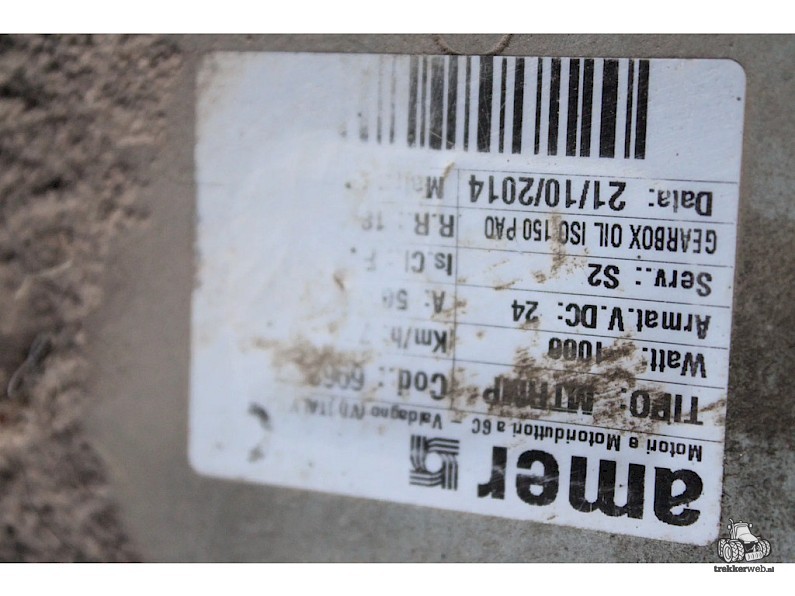 amer
Motori e Motoriduttori a CC - Valdagno (VI) ITALY
TIPO: Cod.:
Watt: 1000 Km/h:
Armat.V.DC: 24 A:
Serv.: S2 Is.Cl.: F
GEARBOX OIL ISO 150 PAO R.R.:
Data: 21/10/2014
trekkerweb.nl